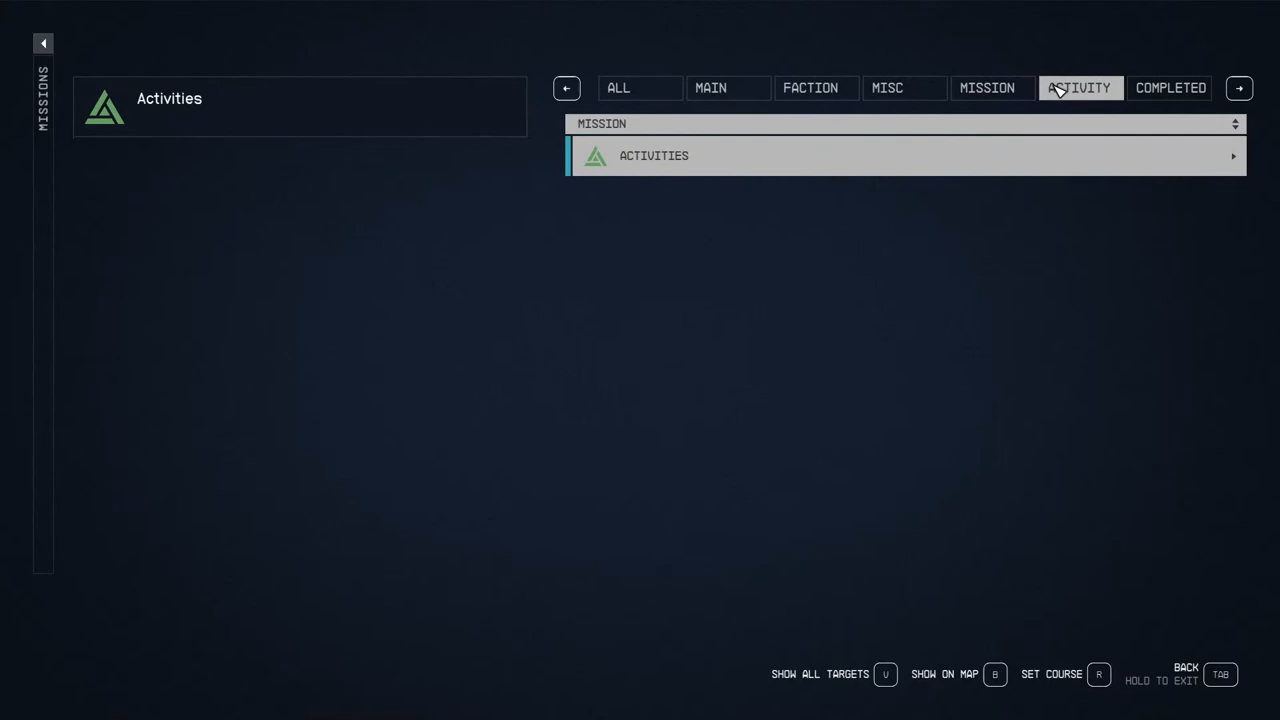 MISSIONS
Activities
ALL MAIN FACTION MISC MISSION ACTIVITY COMPLETED
MISSION
ACTIVITIES
SHOW ALL TARGETS V SHOW ON MAP B SET COURSE R BACK TAB
HOLD TO EXIT